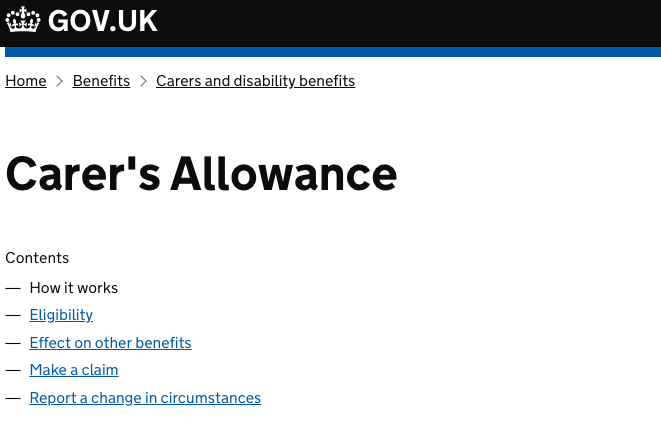 GOV.UK
Home > Benefits > Carers and disability benefits
Carer's Allowance
Contents
— How it works
— Eligibility
— Effect on other benefits
— Make a claim
— Report a change in circumstances